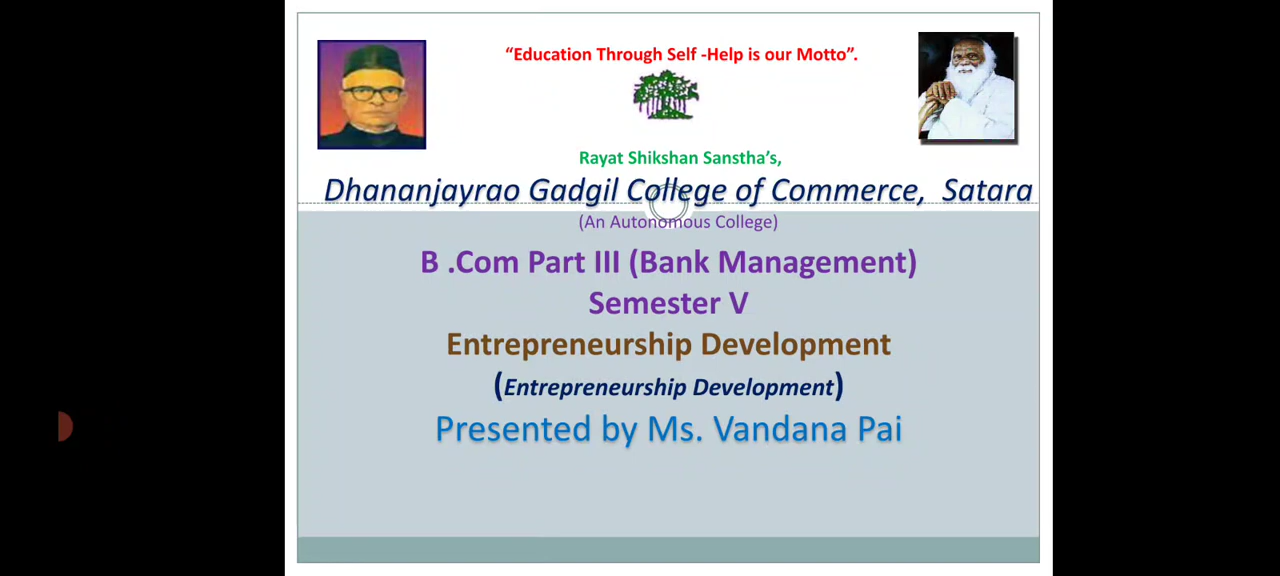 “Education Through Self -Help is our Motto”.
Rayat Shikshan Sanstha’s,
Dhananjayrao Gadgil College of Commerce, Satara
(An Autonomous College)
B .Com Part III (Bank Management)
Semester V
Entrepreneurship Development
(Entrepreneurship Development)
Presented by Ms. Vandana Pai